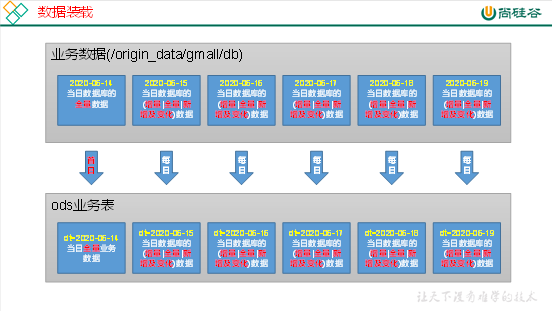 数据装载
尚硅谷
业务数据(/origin_data/gmall/db)
2020-06-14
当日数据库的
全量数据
2020-06-15
当日数据库的
(增量|全量|新
增及变化)数据
2020-06-16
当日数据库的
(增量|全量|新
增及变化)数据
2020-06-17
当日数据库的
(增量|全量|新
增及变化)数据
2020-06-18
当日数据库的
(增量|全量|新
增及变化)数据
2020-06-19
当日数据库的
(增量|全量|新
增及变化)数据
首日
每日
每日
每日
每日
每日
ods业务表
dt=2020-06-14
当日全量业务
数据
dt=2020-06-15
当日数据库的
(增量|全量|新
增及变化)数据
dt=2020-06-16
当日数据库的
(增量|全量|新
增及变化)数据
dt=2020-06-17
当日数据库的
(增量|全量|新
增及变化)数据
dt=2020-06-18
当日数据库的
(增量|全量|新
增及变化)数据
dt=2020-06-19
当日数据库的
(增量|全量|新
增及变化)数据
让天下没有难学的技术